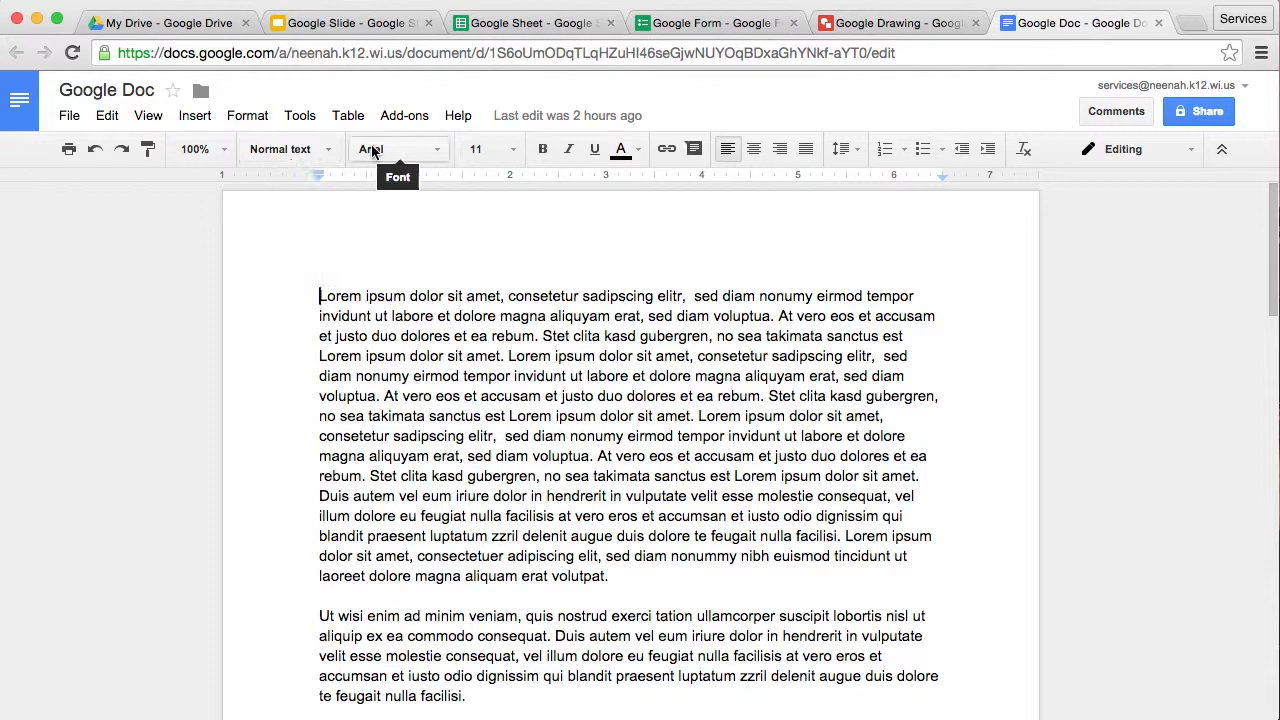 My Drive - Google Drive
Google Slide - Google S
Google Sheet - Google S
Google Form - Google F
Google Drawing - Google
Google Doc - Google Do
Services
https://docs.google.com/a/neenah.k12.wi.us/document/d/1S6oUmODqTLqHZuHI46seGjwNUYOqBDxaGhYNkf-aYT0/edit
Google Doc
services@neenah.k12.wi.us
File Edit View Insert Format Tools Table Add-ons Help Last edit was 2 hours ago
Comments
Share
100% Normal text Arial 11 B I U A Editing
Font
1 2 3 4 5 6 7
Lorem ipsum dolor sit amet, consetetur sadipscing elitr,  sed diam nonumy eirmod tempor
invidunt ut labore et dolore magna aliquyam erat, sed diam voluptua. At vero eos et accusam
et justo duo dolores et ea rebum. Stet clita kasd gubergren, no sea takimata sanctus est
Lorem ipsum dolor sit amet. Lorem ipsum dolor sit amet, consetetur sadipscing elitr,  sed
diam nonumy eirmod tempor invidunt ut labore et dolore magna aliquyam erat, sed diam
voluptua. At vero eos et accusam et justo duo dolores et ea rebum. Stet clita kasd gubergren,
no sea takimata sanctus est Lorem ipsum dolor sit amet. Lorem ipsum dolor sit amet,
consetetur sadipscing elitr,  sed diam nonumy eirmod tempor invidunt ut labore et dolore
magna aliquyam erat, sed diam voluptua. At vero eos et accusam et justo duo dolores et ea
rebum. Stet clita kasd gubergren, no sea takimata sanctus est Lorem ipsum dolor sit amet.
Duis autem vel eum iriure dolor in hendrerit in vulputate velit esse molestie consequat, vel
illum dolore eu feugiat nulla facilisis at vero eros et accumsan et iusto odio dignissim qui
blandit praesent luptatum zzril delenit augue duis dolore te feugait nulla facilisi. Lorem ipsum
dolor sit amet, consectetuer adipiscing elit, sed diam nonummy nibh euismod tincidunt ut
laoreet dolore magna aliquam erat volutpat.
Ut wisi enim ad minim veniam, quis nostrud exerci tation ullamcorper suscipit lobortis nisl ut
aliquip ex ea commodo consequat. Duis autem vel eum iriure dolor in hendrerit in vulputate
velit esse molestie consequat, vel illum dolore eu feugiat nulla facilisis at vero eros et
accumsan et iusto odio dignissim qui blandit praesent luptatum zzril delenit augue duis dolore
te feugait nulla facilisi.